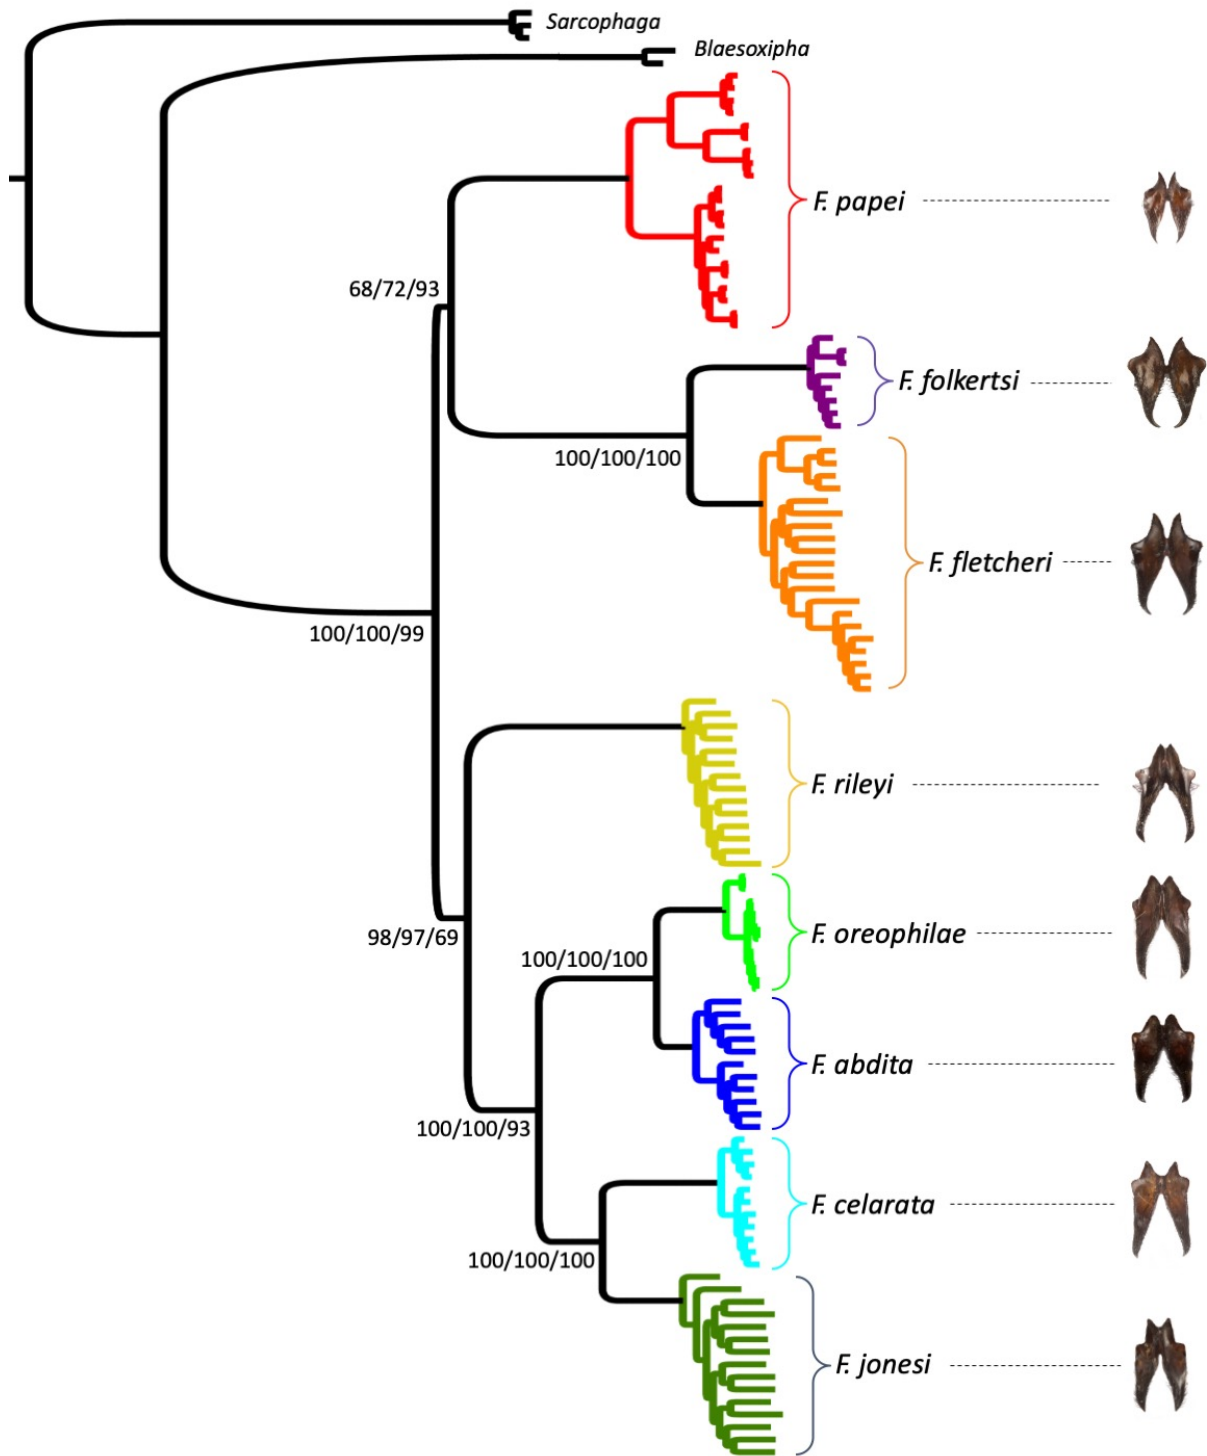 Sarcophaga
Blaesoxipha
F. papei
68/72/93
F. folkertsi
100/100/100
F. fletcheri
100/100/99
F. rileyi
98/97/69
F. oreophilae
100/100/100
F. abdita
100/100/93
F. celarata
100/100/100
F. jonesi